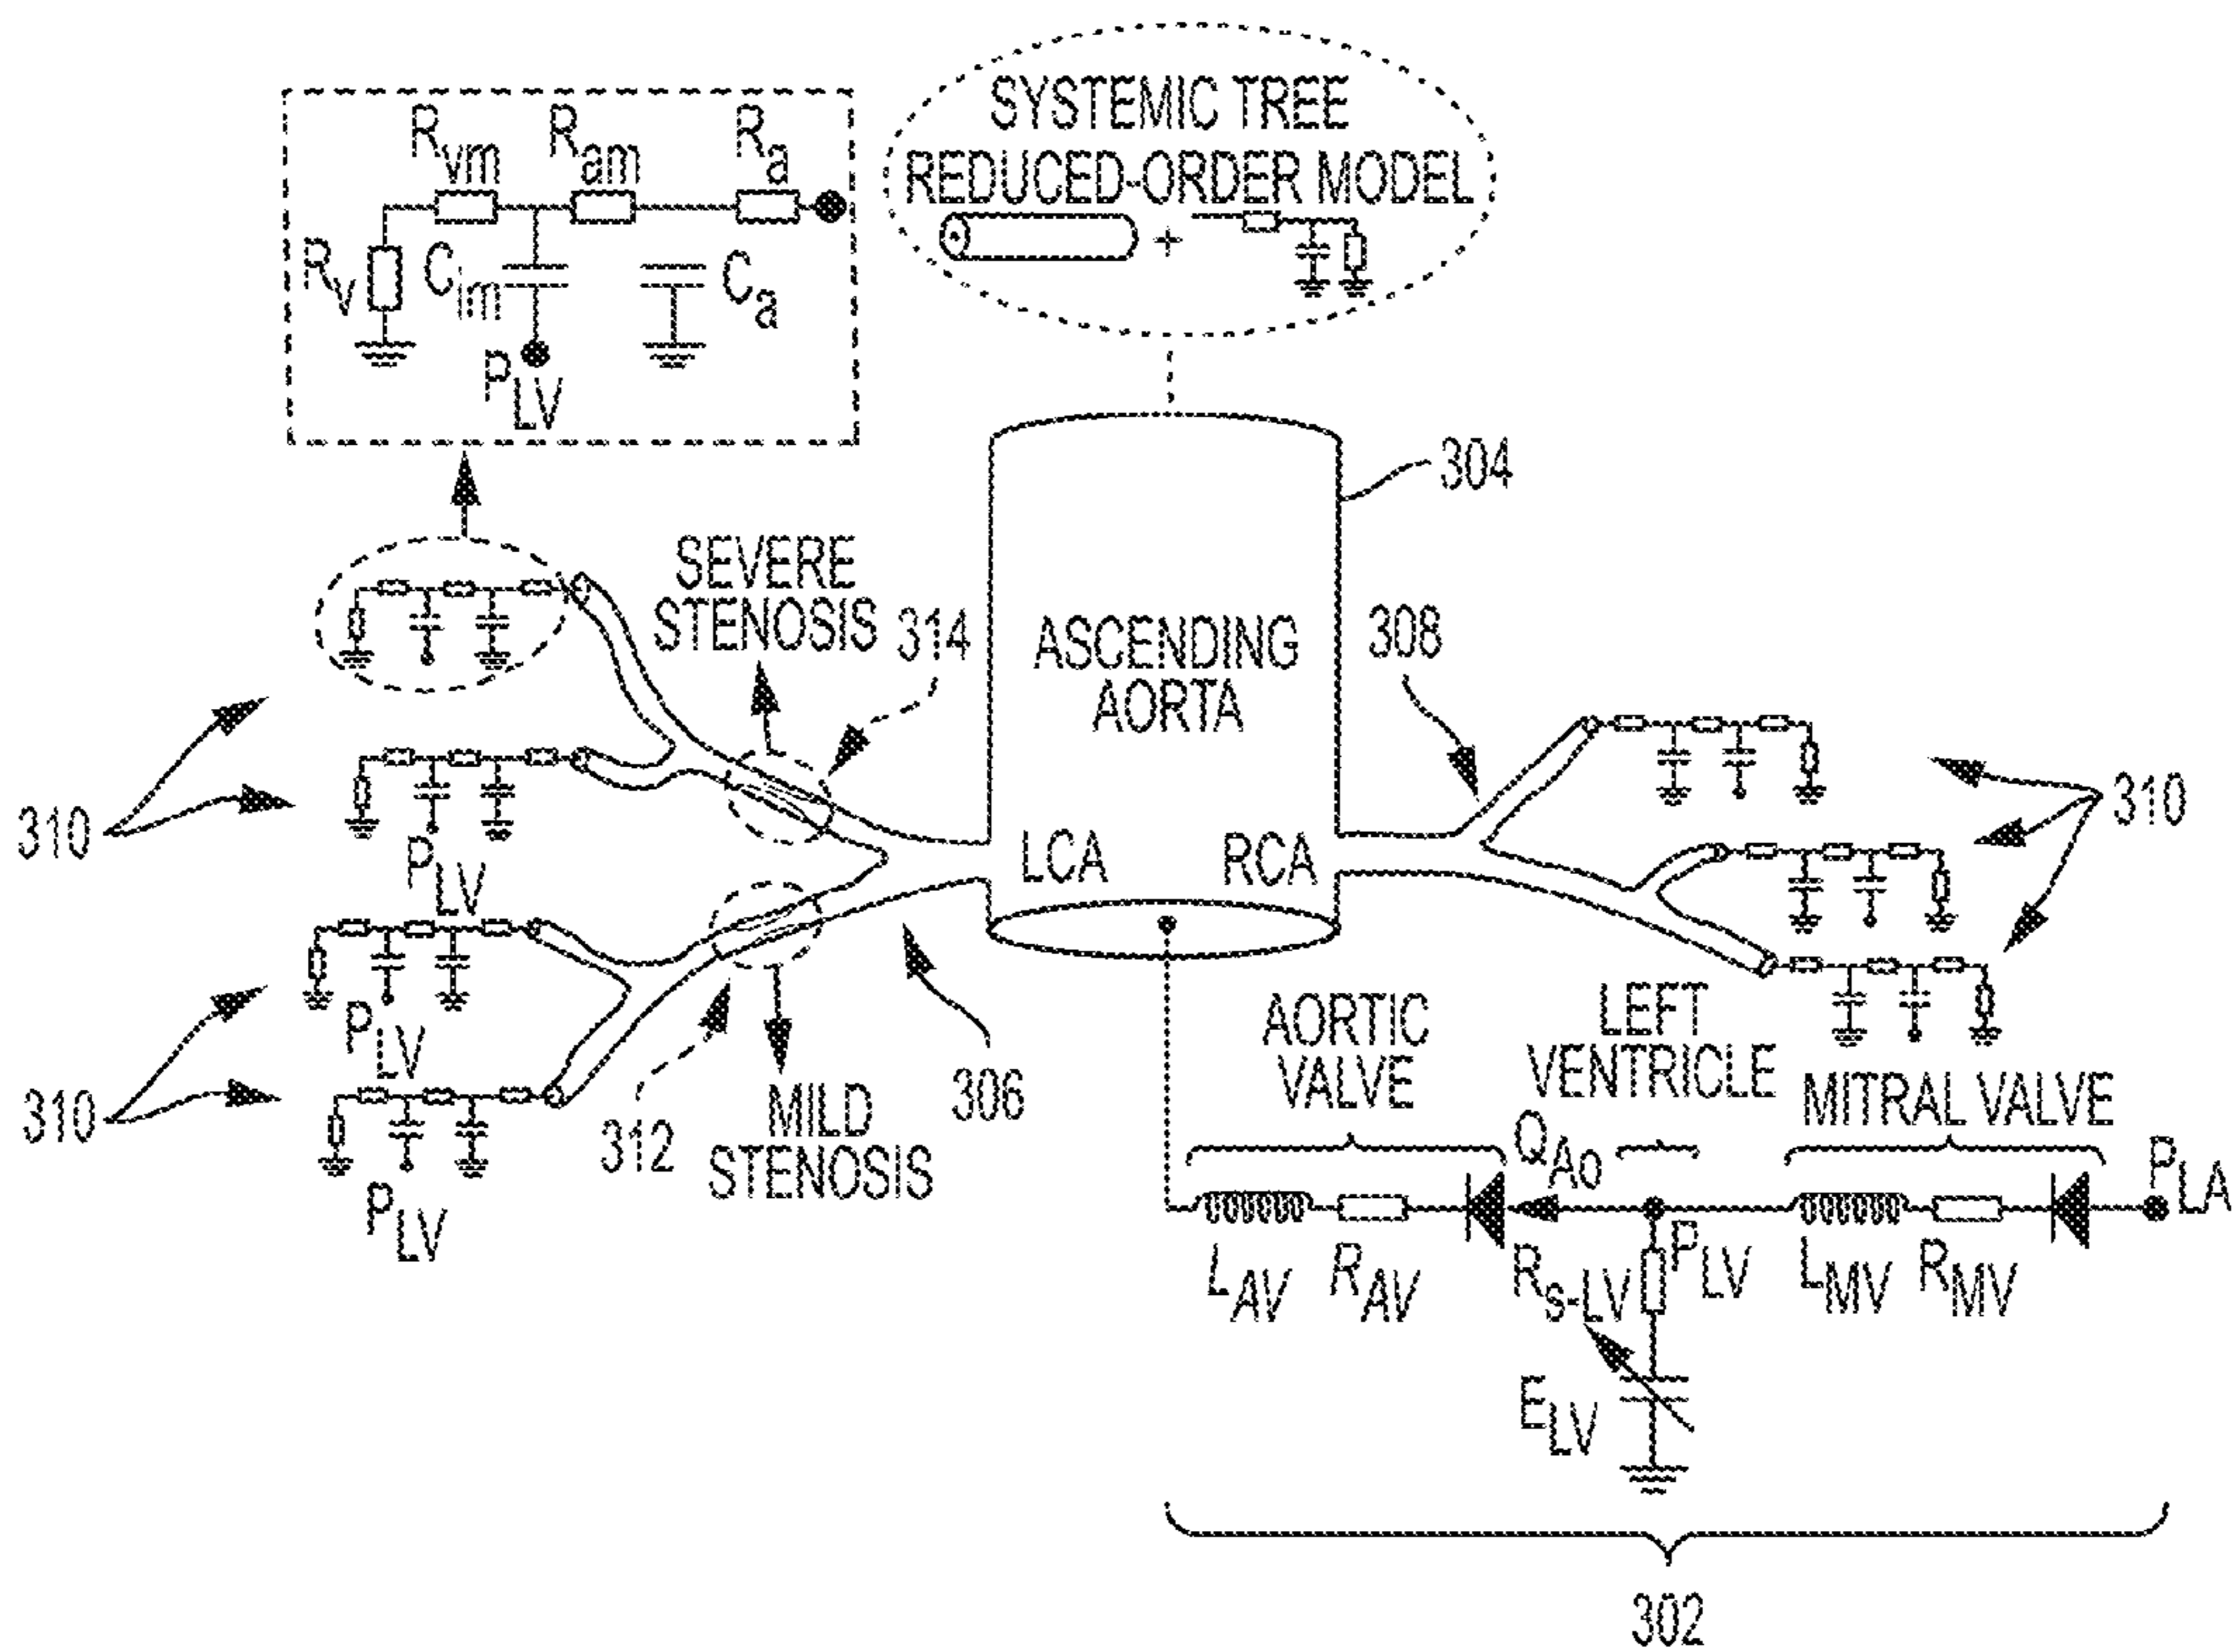 SYSTEMIC TREE
REDUCED-ORDER MODEL
+
Rvm
Ram
Ra
Rv
Cim
Ca
PLV
304
SEVERE
STENOSIS
314
ASCENDING
AORTA
308
310
310
LCA
RCA
PLV
PLV
310
PLV
312
MILD
STENOSIS
306
AORTIC
VALVE
LEFT
VENTRICLE
MITRAL VALVE
QAo
PLA
LAV
RAV
Rs-LV
PLV
LMV
RMV
ELV
302